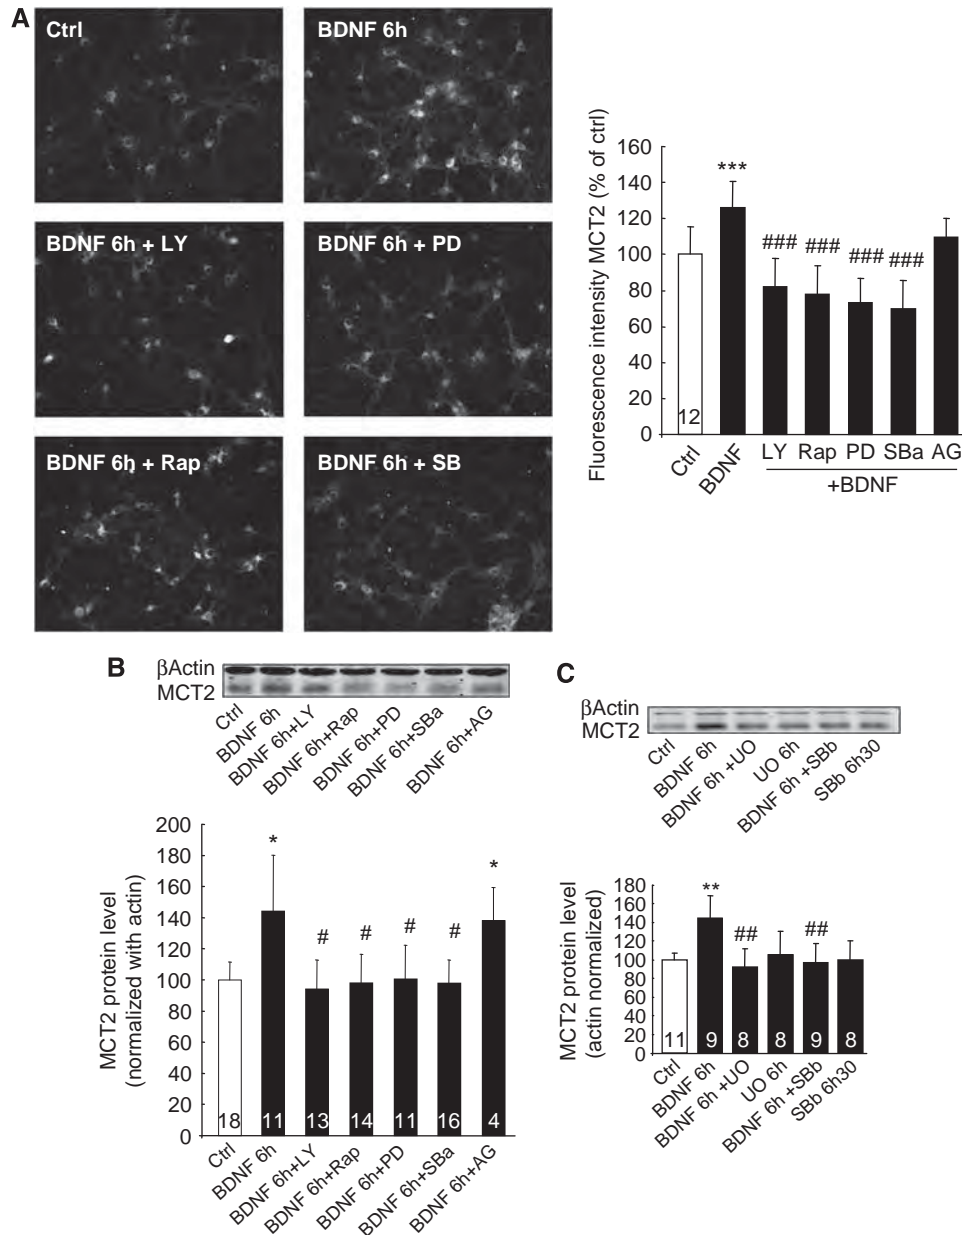 A
Ctrl
BDNF 6h
BDNF 6h + LY
BDNF 6h + PD
BDNF 6h + Rap
BDNF 6h + SB
Fluorescence intensity MCT2 (% of ctrl)
160
140
120
100
80
60
40
20
0
***
### ### ### ###
12
Ctrl BDNF LY Rap PD SBa AG
+BDNF
B
βActin
MCT2
Ctrl BDNF 6h BDNF 6h+LY BDNF 6h+Rap BDNF 6h+PD BDNF 6h+SBa BDNF 6h+AG
MCT2 protein level
(normalized with actin)
200
180
160
140
120
100
80
60
40
20
0
* # # # # *
18 11 13 14 11 16 4
Ctrl BDNF 6h BDNF 6h+LY BDNF 6h+Rap BDNF 6h+PD BDNF 6h+SBa BDNF 6h+AG
C
βActin
MCT2
Ctrl BDNF 6h BDNF 6h +UO UO 6h BDNF 6h +SBb SBb 6h30
MCT2 protein level
(actin normalized)
180
160
140
120
100
80
60
40
20
0
** ## ##
11 9 8 8 9 8
Ctrl BDNF 6h BDNF 6h +UO UO 6h BDNF 6h +SBb SBb 6h30